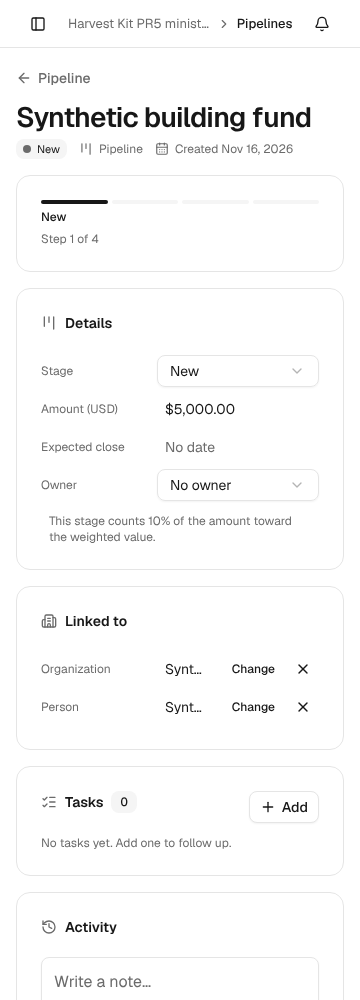 Harvest Kit PR5 minist... > Pipelines
Pipeline
Synthetic building fund
New Pipeline Created Nov 16, 2026
New
Step 1 of 4
Details
Stage New
Amount (USD) $5,000.00
Expected close No date
Owner No owner
This stage counts 10% of the amount toward
the weighted value.
Linked to
Organization Synt... Change
Person Synt... Change
Tasks 0 Add
No tasks yet. Add one to follow up.
Activity
Write a note...